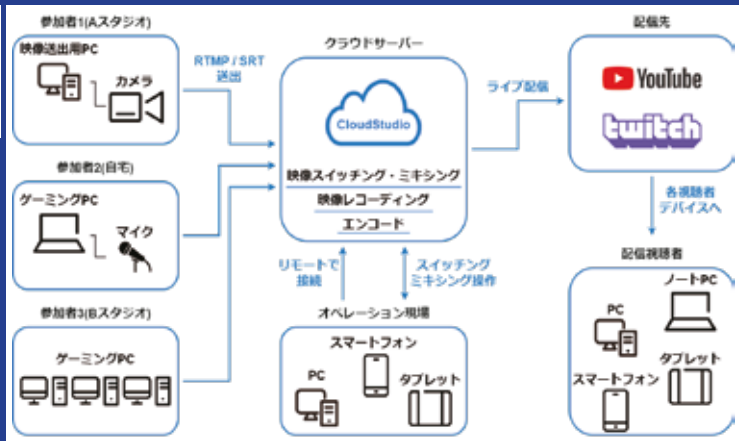 参加者1(Aスタジオ)
映像送出用PC
カメラ
参加者2(自宅)
ゲーミングPC
マイク
参加者3(Bスタジオ)
ゲーミングPC
RTMP / SRT
送出
クラウドサーバー
CloudStudio
映像スイッチング・ミキシング
映像レコーディング
エンコード
リモートで
接続
スイッチング
ミキシング操作
オペレーション現場
スマートフォン
PC
タブレット
ライブ配信
配信先
YouTube
twitch
各視聴者
デバイスへ
配信視聴者
ノートPC
PC
タブレット
スマートフォン